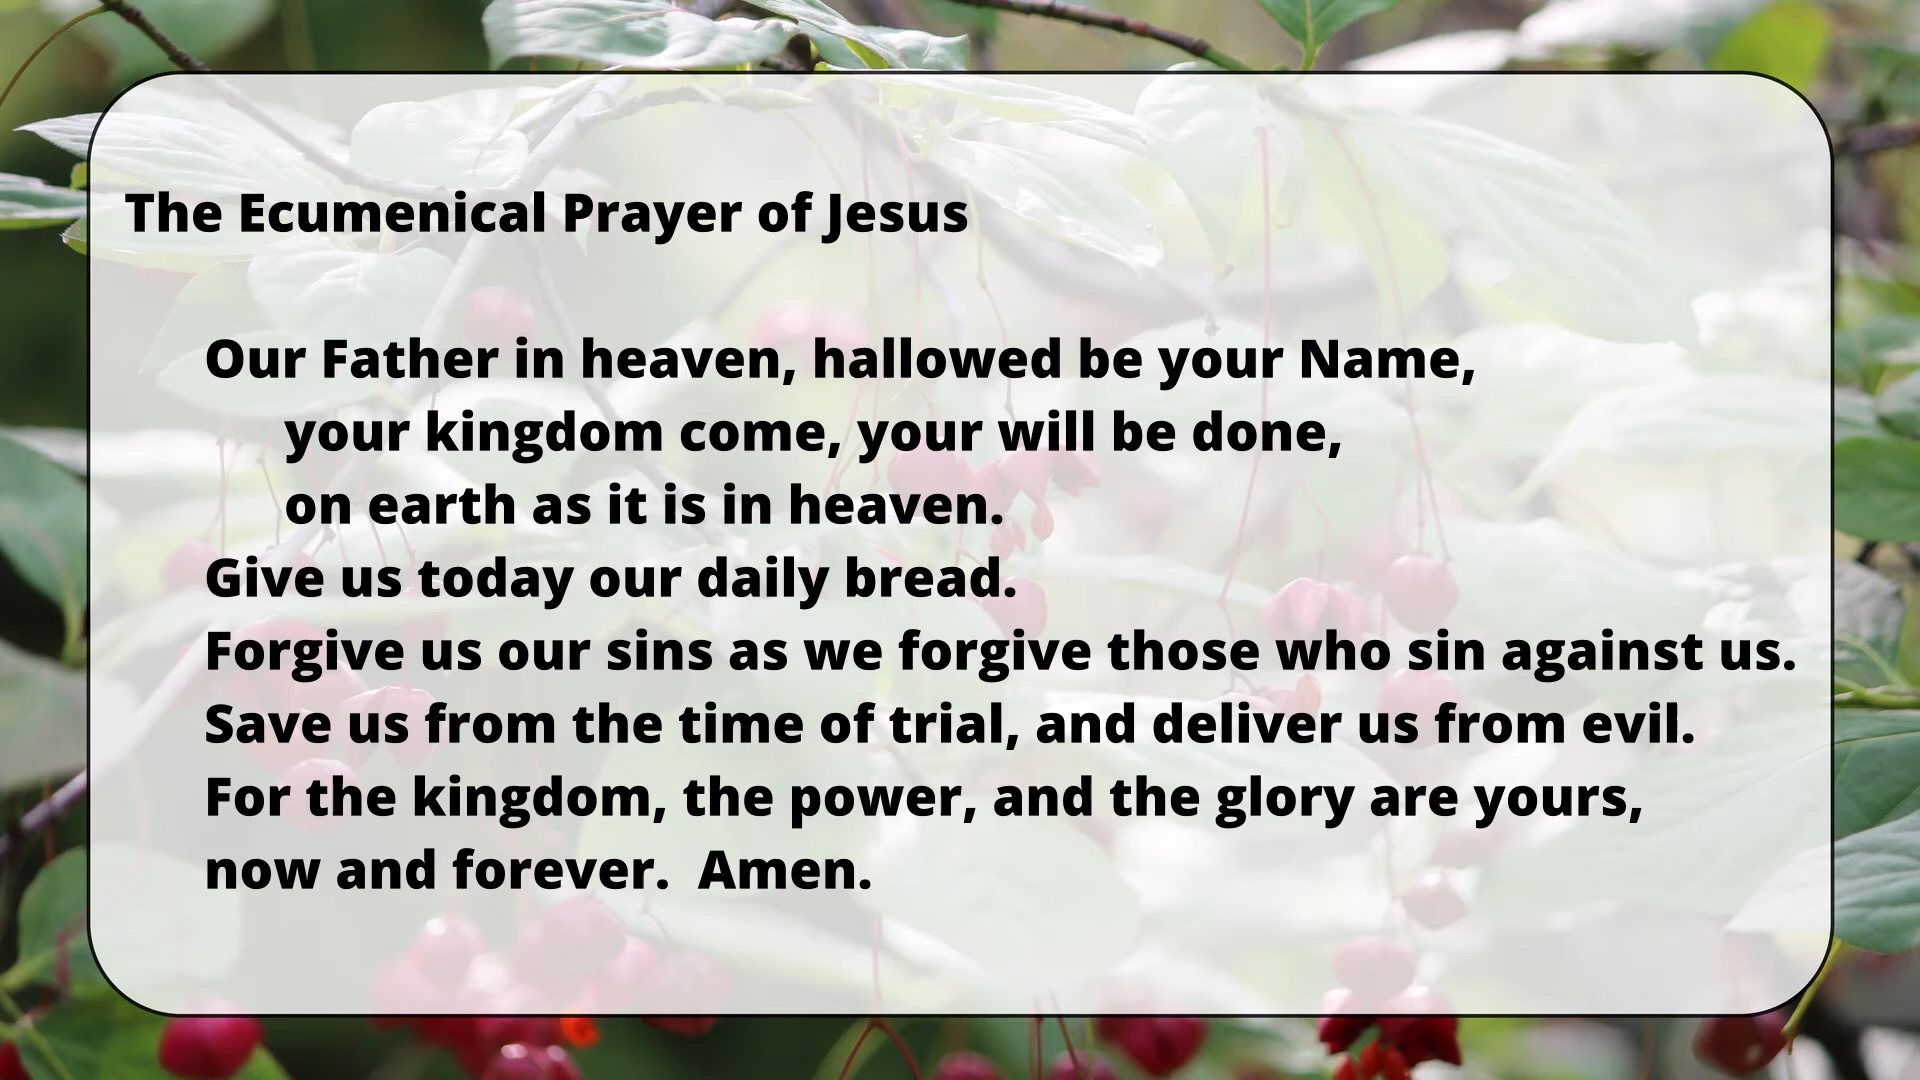 The Ecumenical Prayer of Jesus
Our Father in heaven, hallowed be your Name,
your kingdom come, your will be done,
on earth as it is in heaven.
Give us today our daily bread.
Forgive us our sins as we forgive those who sin against us.
Save us from the time of trial, and deliver us from evil.
For the kingdom, the power, and the glory are yours,
now and forever.  Amen.